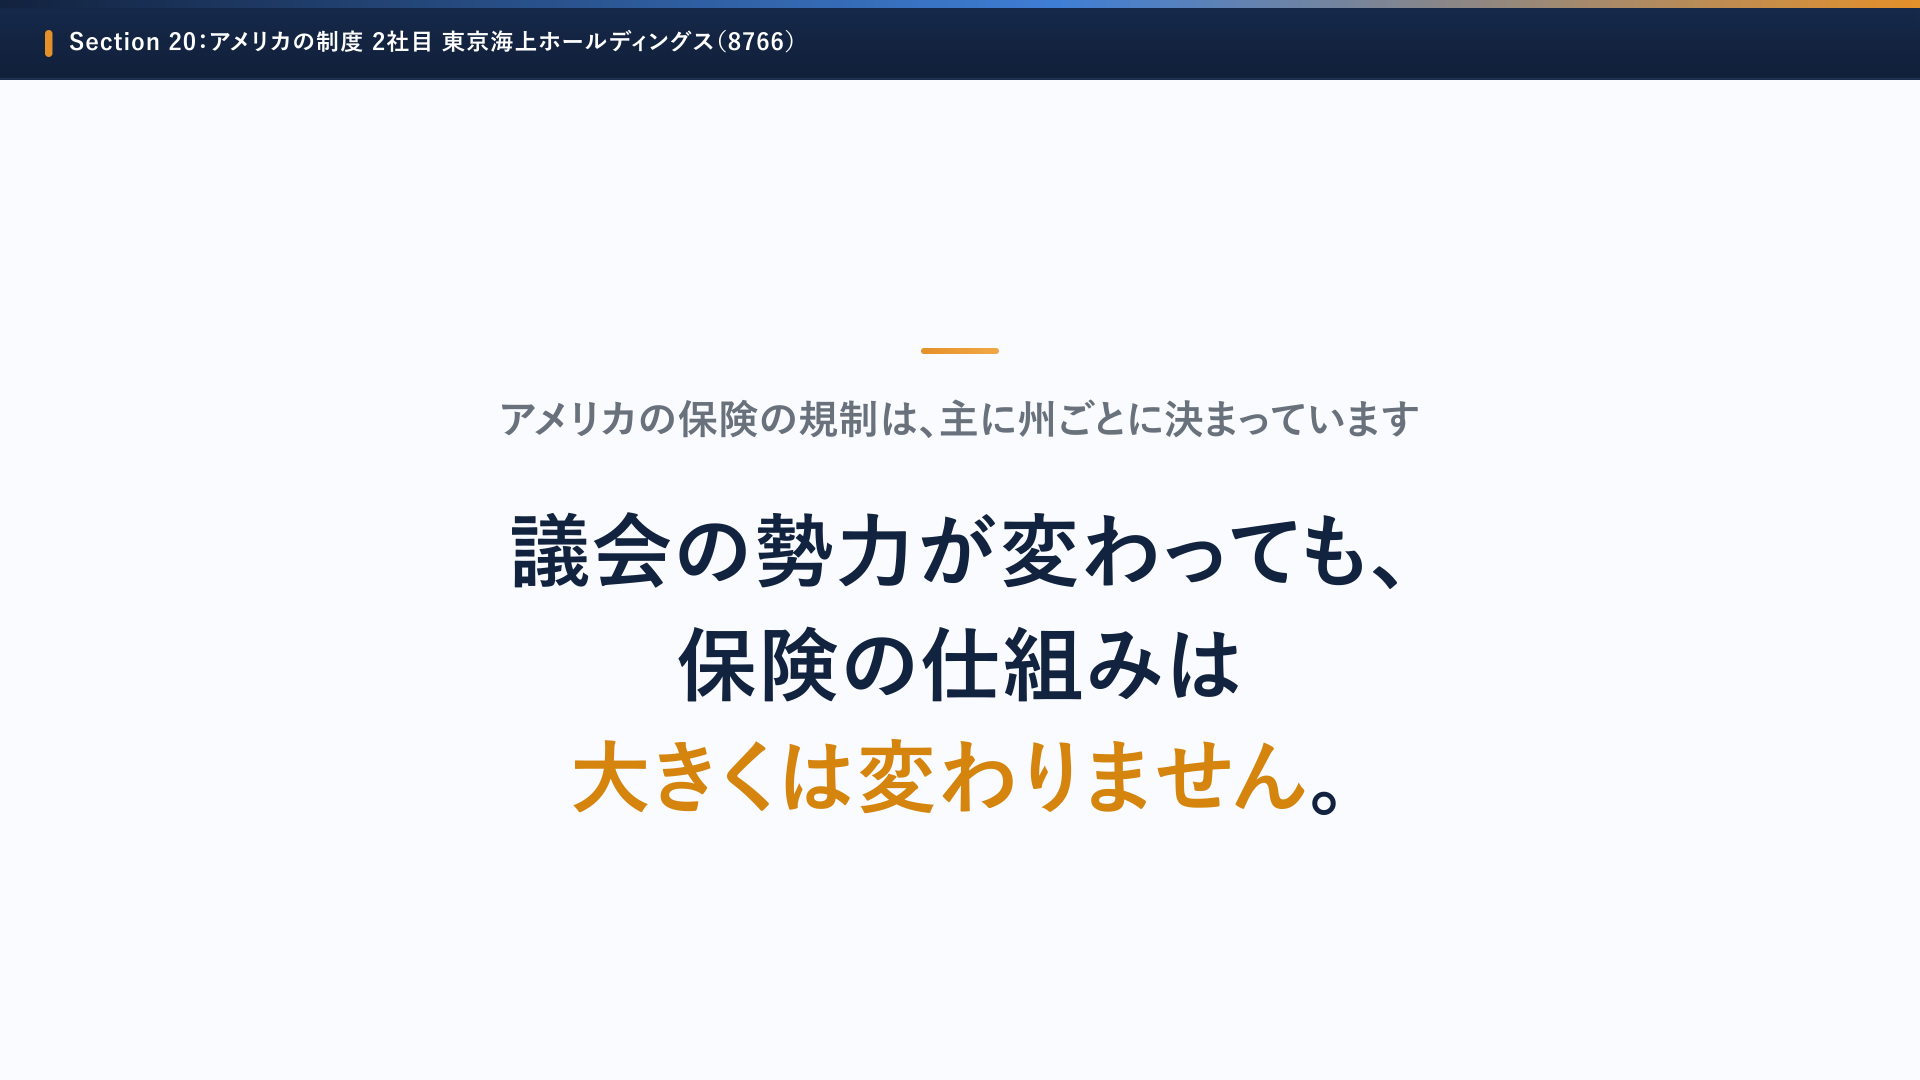 Section 20：アメリカの制度 2社目 東京海上ホールディングス（8766）
アメリカの保険の規制は、主に州ごとに決まっています
議会の勢力が変わっても、
保険の仕組みは
大きくは変わりません。